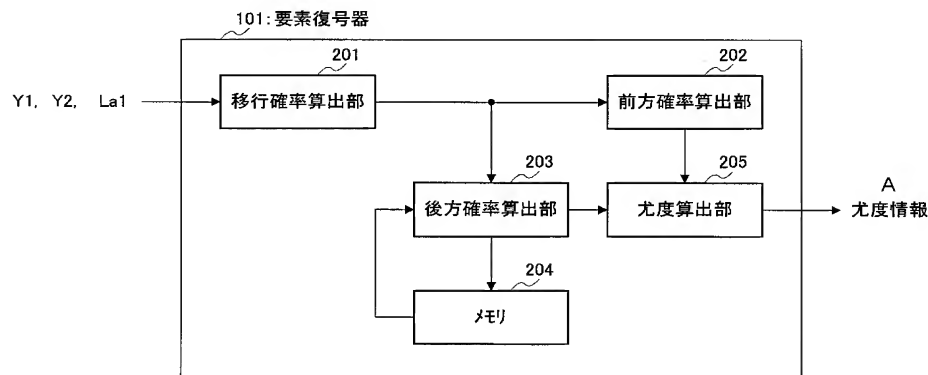 101:要素復号器
201
202
Y1, Y2, La1
移行確率算出部
前方確率算出部
203
205
後方確率算出部
尤度算出部
A
尤度情報
204
メモリ